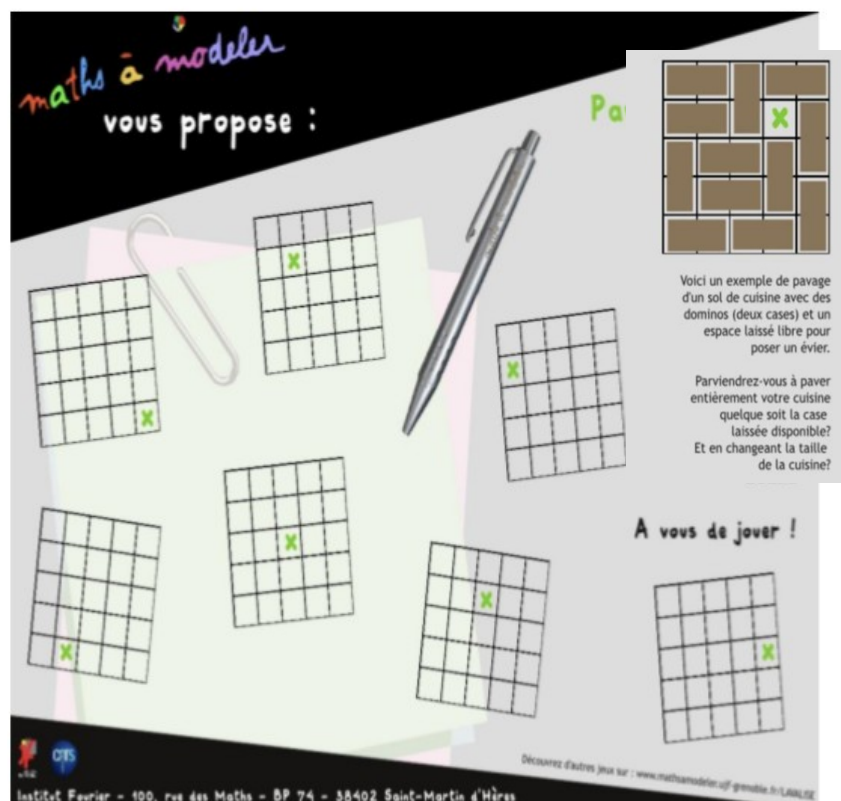 maths à modeler
vous propose :
Pa
Voici un exemple de pavage
d'un sol de cuisine avec des
dominos (deux cases) et un
espace laissé libre pour
poser un évier.
Parviendrez-vous à paver
entièrement votre cuisine
quelque soit la case
laissée disponible?
Et en changeant la taille
de la cuisine?
A vous de jouer !
Découvrez d'autres jeux sur : www.mathsamodeler.ujf-grenoble.fr/LAVALISE
CNRS
Institut Fourier - 100, rue des Maths - BP 74 - 38402 Saint-Martin d'Hères